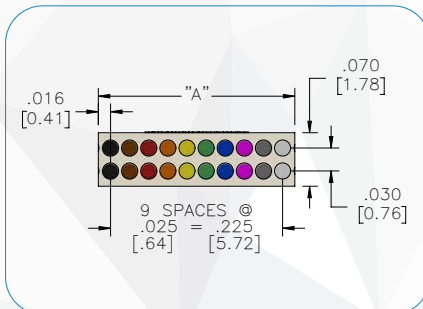 .070
[1.78]
"A"
.016
[0.41]
.030
[0.76]
9 SPACES @
.025 = .225
[.64] [5.72]